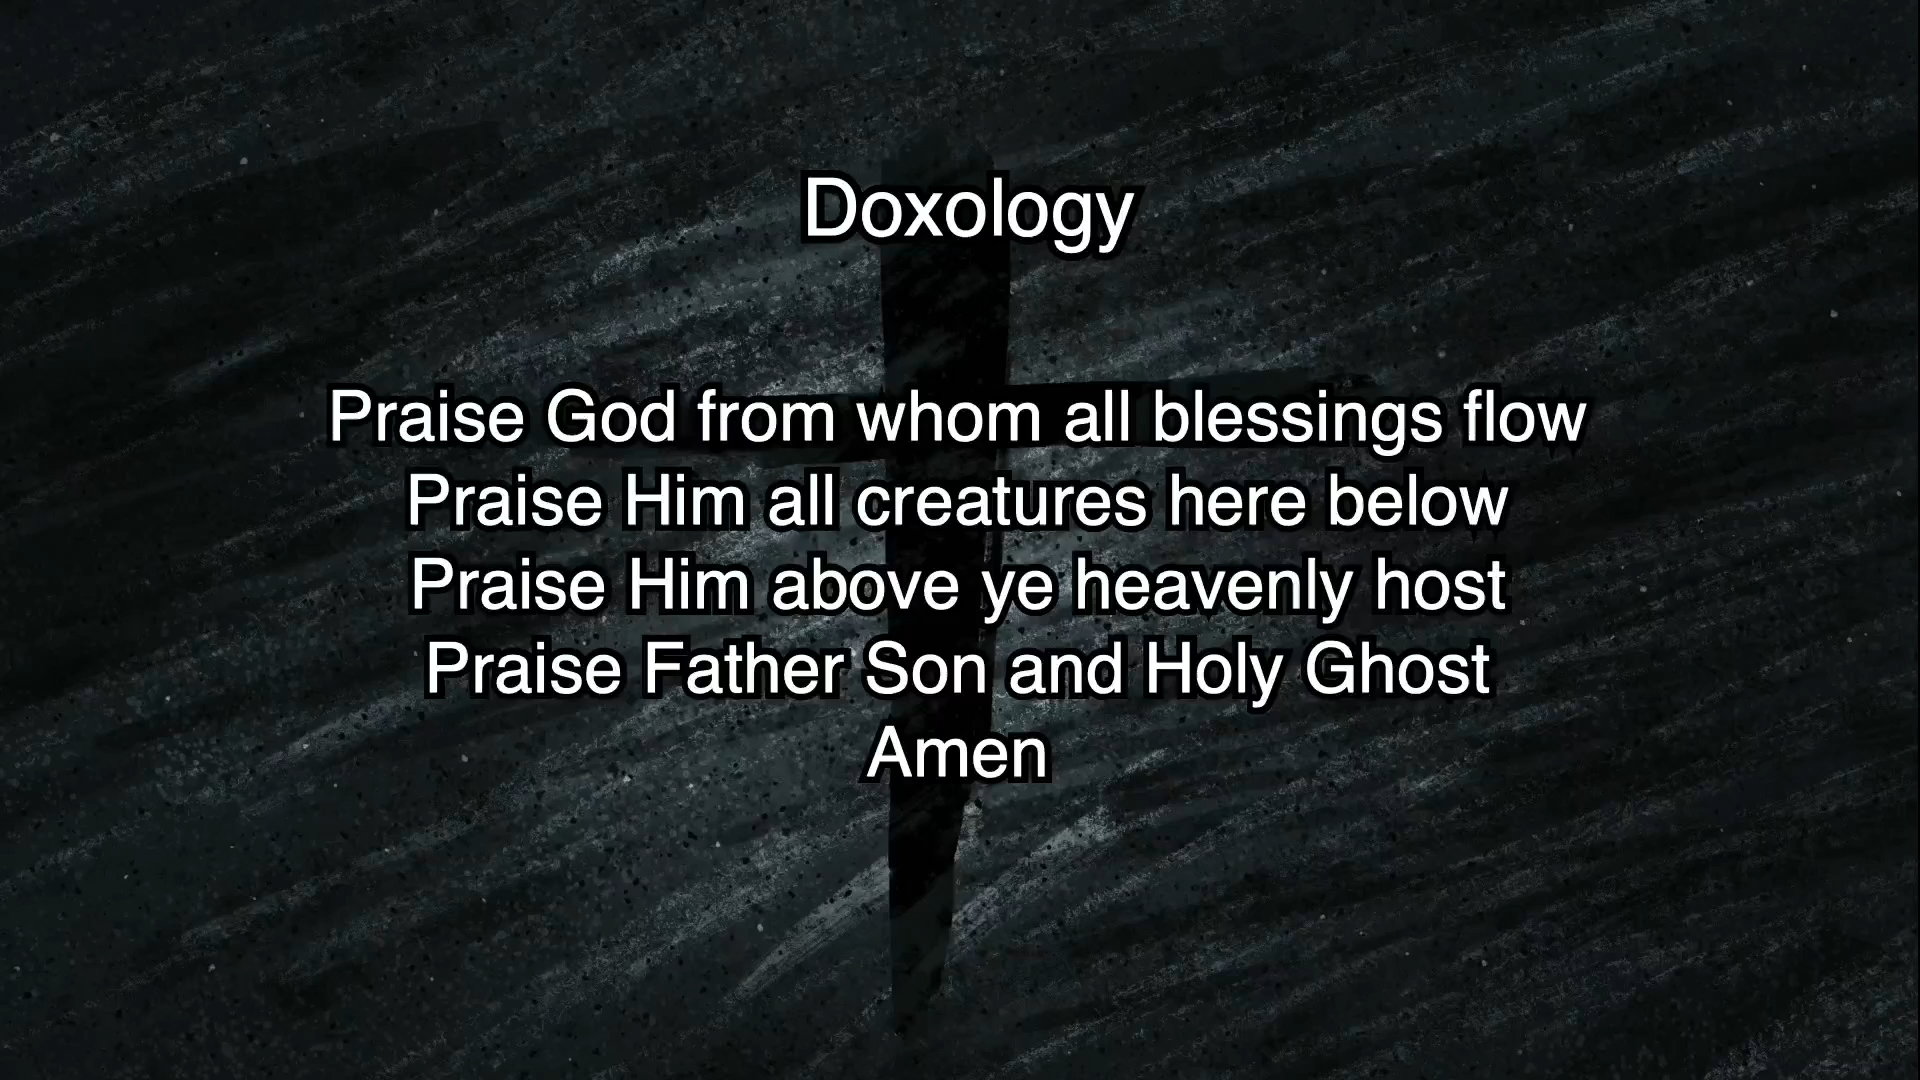 Doxology
Praise God from whom all blessings flow
Praise Him all creatures here below
Praise Him above ye heavenly host
Praise Father Son and Holy Ghost
Amen